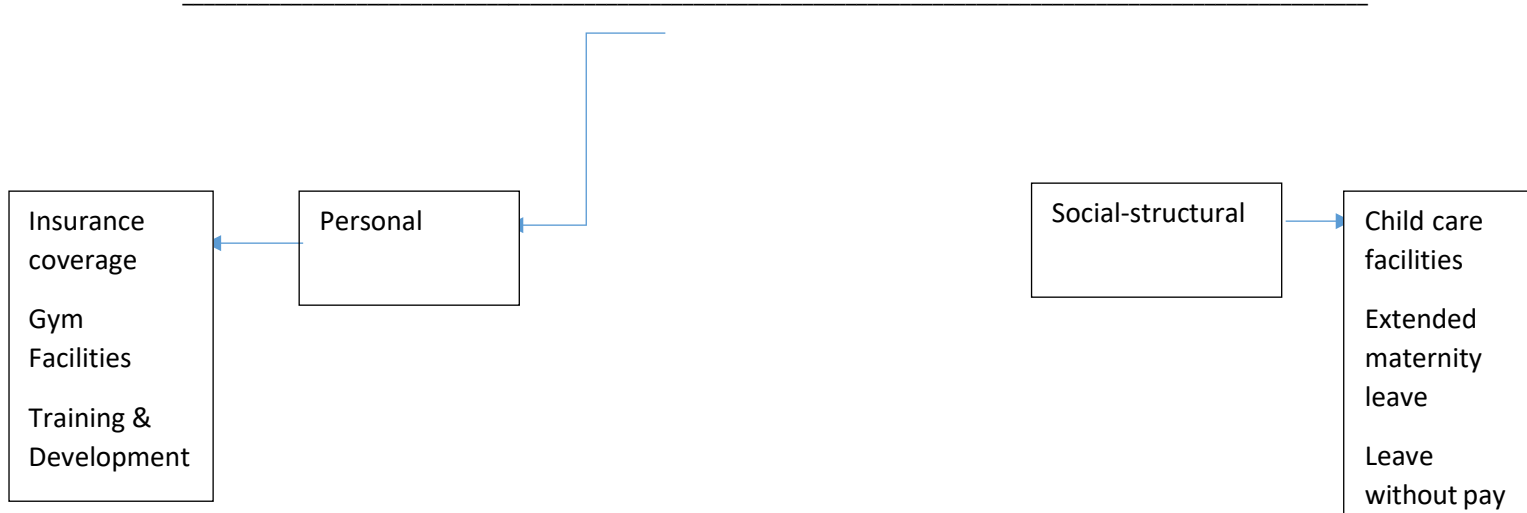 Insurance
coverage
Gym
Facilities
Training &
Development
Personal
Social-structural
Child care
facilities
Extended
maternity
leave
Leave
without pay